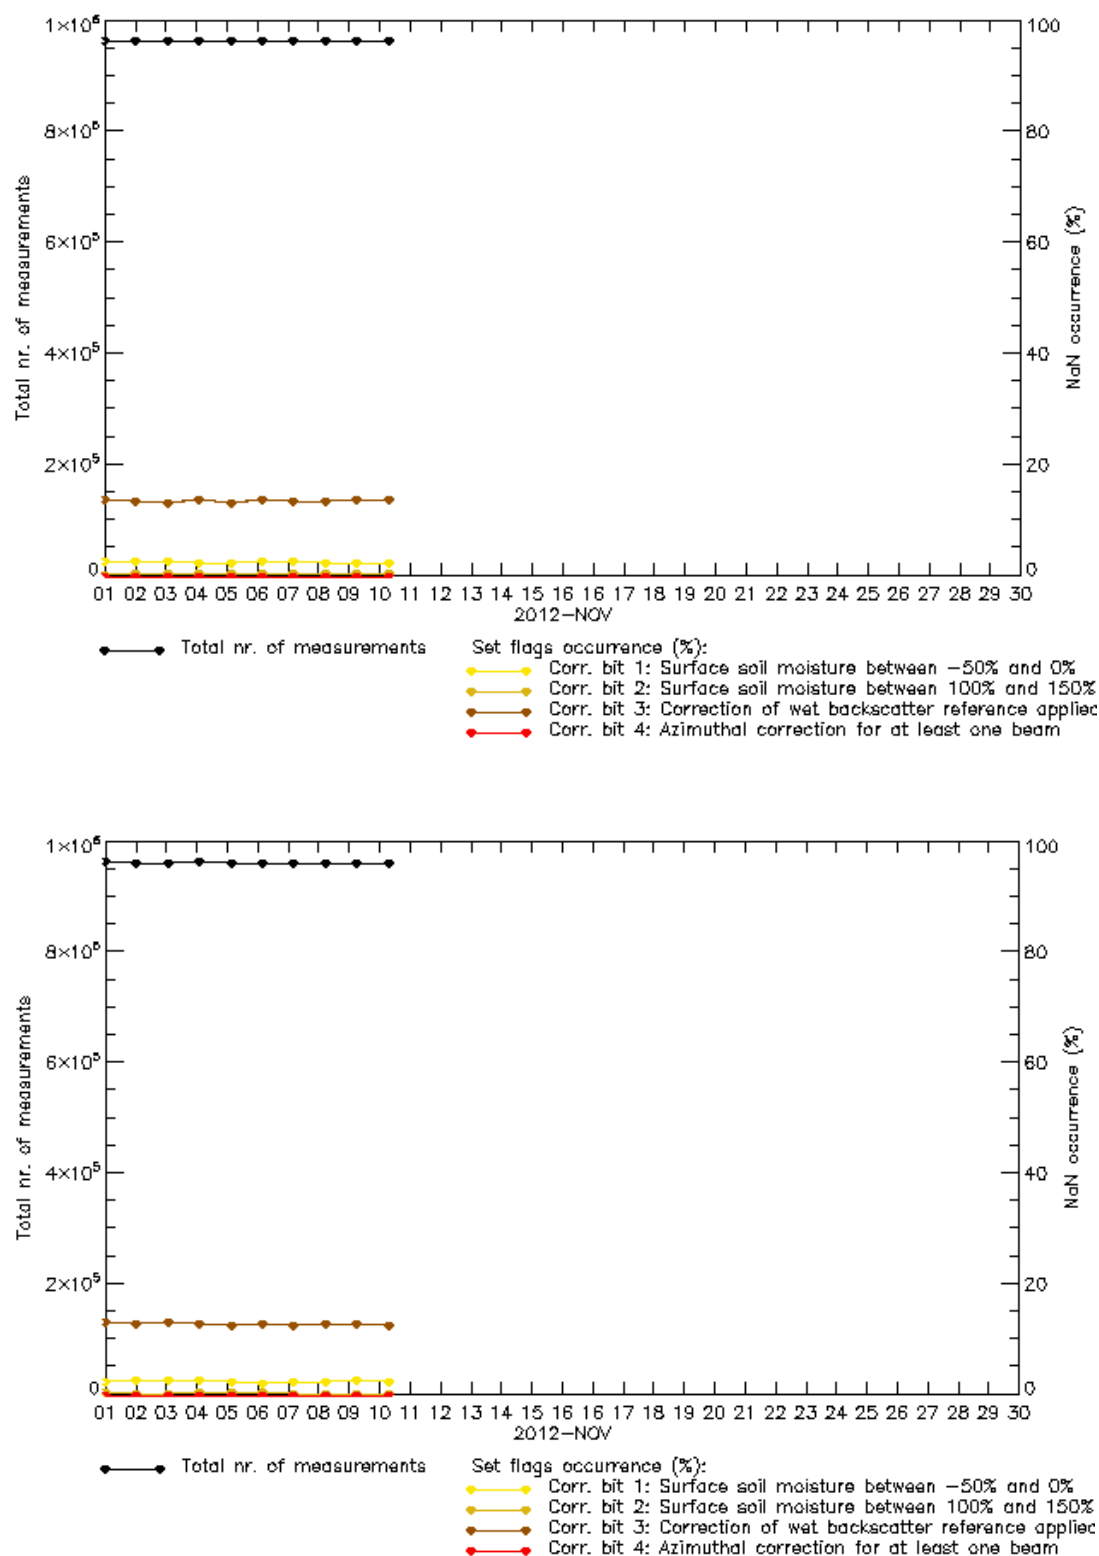 1×10⁶
100
8×10⁵
80
6×10⁵
60
4×10⁵
40
2×10⁵
20
0
0
Total nr. of measurements
NaN occurrence (%)
01 02 03 04 05 06 07 08 09 10 11 12 13 14 15 16 17 18 19 20 21 22 23 24 25 26 27 28 29 30
2012-NOV
Total nr. of measurements
Set flags occurrence (%):
Corr. bit 1: Surface soil moisture between -50% and 0%
Corr. bit 2: Surface soil moisture between 100% and 150%
Corr. bit 3: Correction of wet backscatter reference applied
Corr. bit 4: Azimuthal correction for at least one beam
1×10⁶
100
8×10⁵
80
6×10⁵
60
4×10⁵
40
2×10⁵
20
0
0
Total nr. of measurements
NaN occurrence (%)
01 02 03 04 05 06 07 08 09 10 11 12 13 14 15 16 17 18 19 20 21 22 23 24 25 26 27 28 29 30
2012-NOV
Total nr. of measurements
Set flags occurrence (%):
Corr. bit 1: Surface soil moisture between -50% and 0%
Corr. bit 2: Surface soil moisture between 100% and 150%
Corr. bit 3: Correction of wet backscatter reference applied
Corr. bit 4: Azimuthal correction for at least one beam